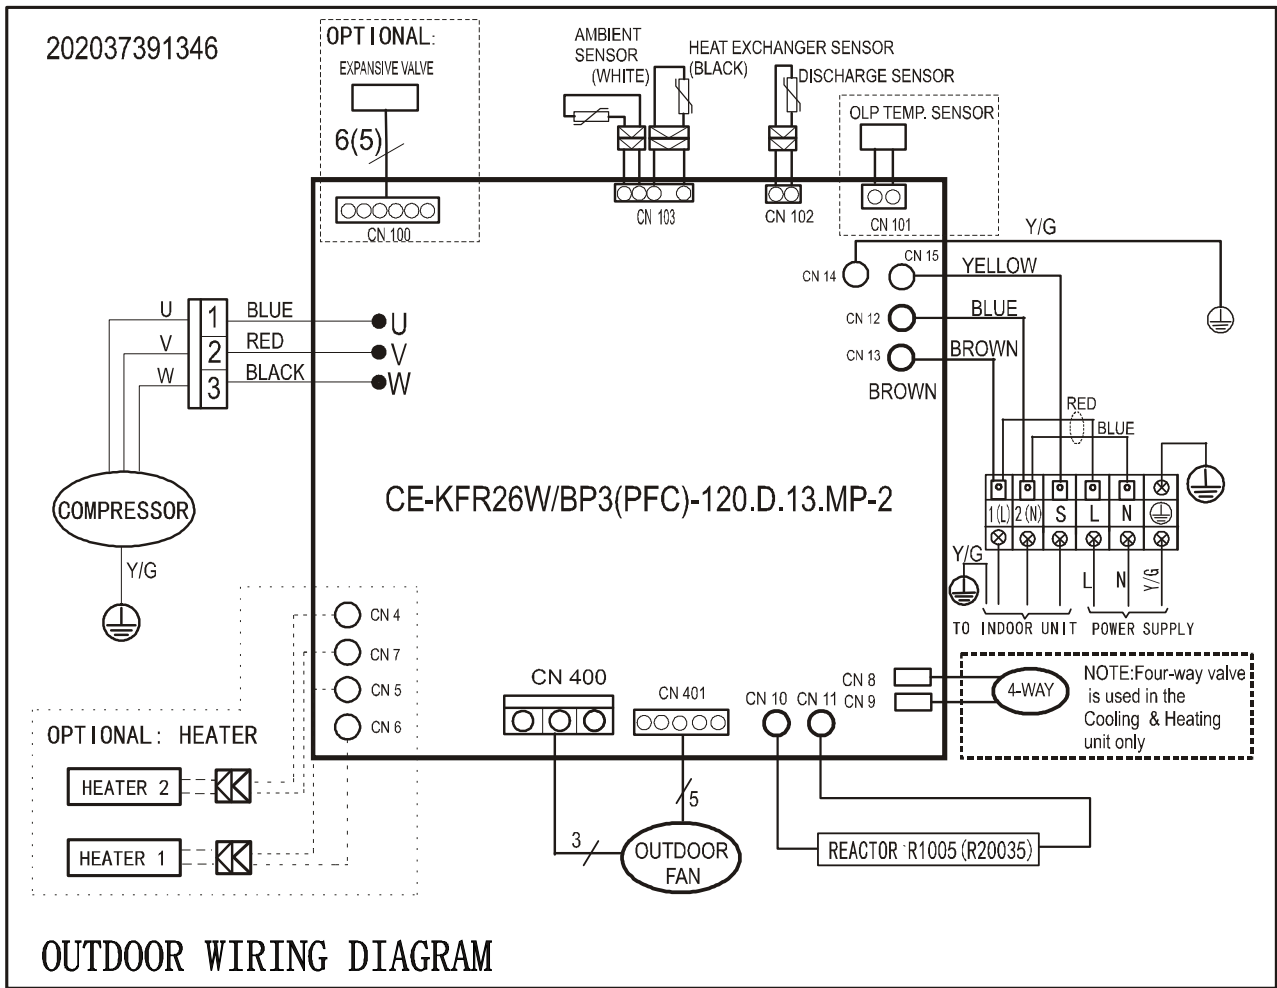 202037391346
OPTIONAL:
EXPANSIVE VALVE
6(5)
CN 100
AMBIENT
SENSOR
(WHITE)
HEAT EXCHANGER SENSOR
(BLACK)
DISCHARGE SENSOR
OLP TEMP. SENSOR
CN 103
CN 102
CN 101
Y/G
CN 14
CN 15
YELLOW
CN 12
BLUE
CN 13
BROWN
BROWN
U
1
BLUE
U
V
2
RED
V
W
3
BLACK
W
RED
BLUE
COMPRESSOR
Y/G
CE-KFR26W/BP3(PFC)-120.D.13.MP-2
1(L) 2(N) S L N
Y/G
L N Y/G
TO INDOOR UNIT
POWER SUPPLY
CN 4
CN 7
CN 5
CN 6
OPTIONAL: HEATER
HEATER 2
HEATER 1
CN 400
CN 401
CN 10
CN 11
CN 8
CN 9
4-WAY
NOTE:Four-way valve
is used in the
Cooling & Heating
unit only
5
3
OUTDOOR
FAN
REACTOR R1005(R20035)
OUTDOOR WIRING DIAGRAM